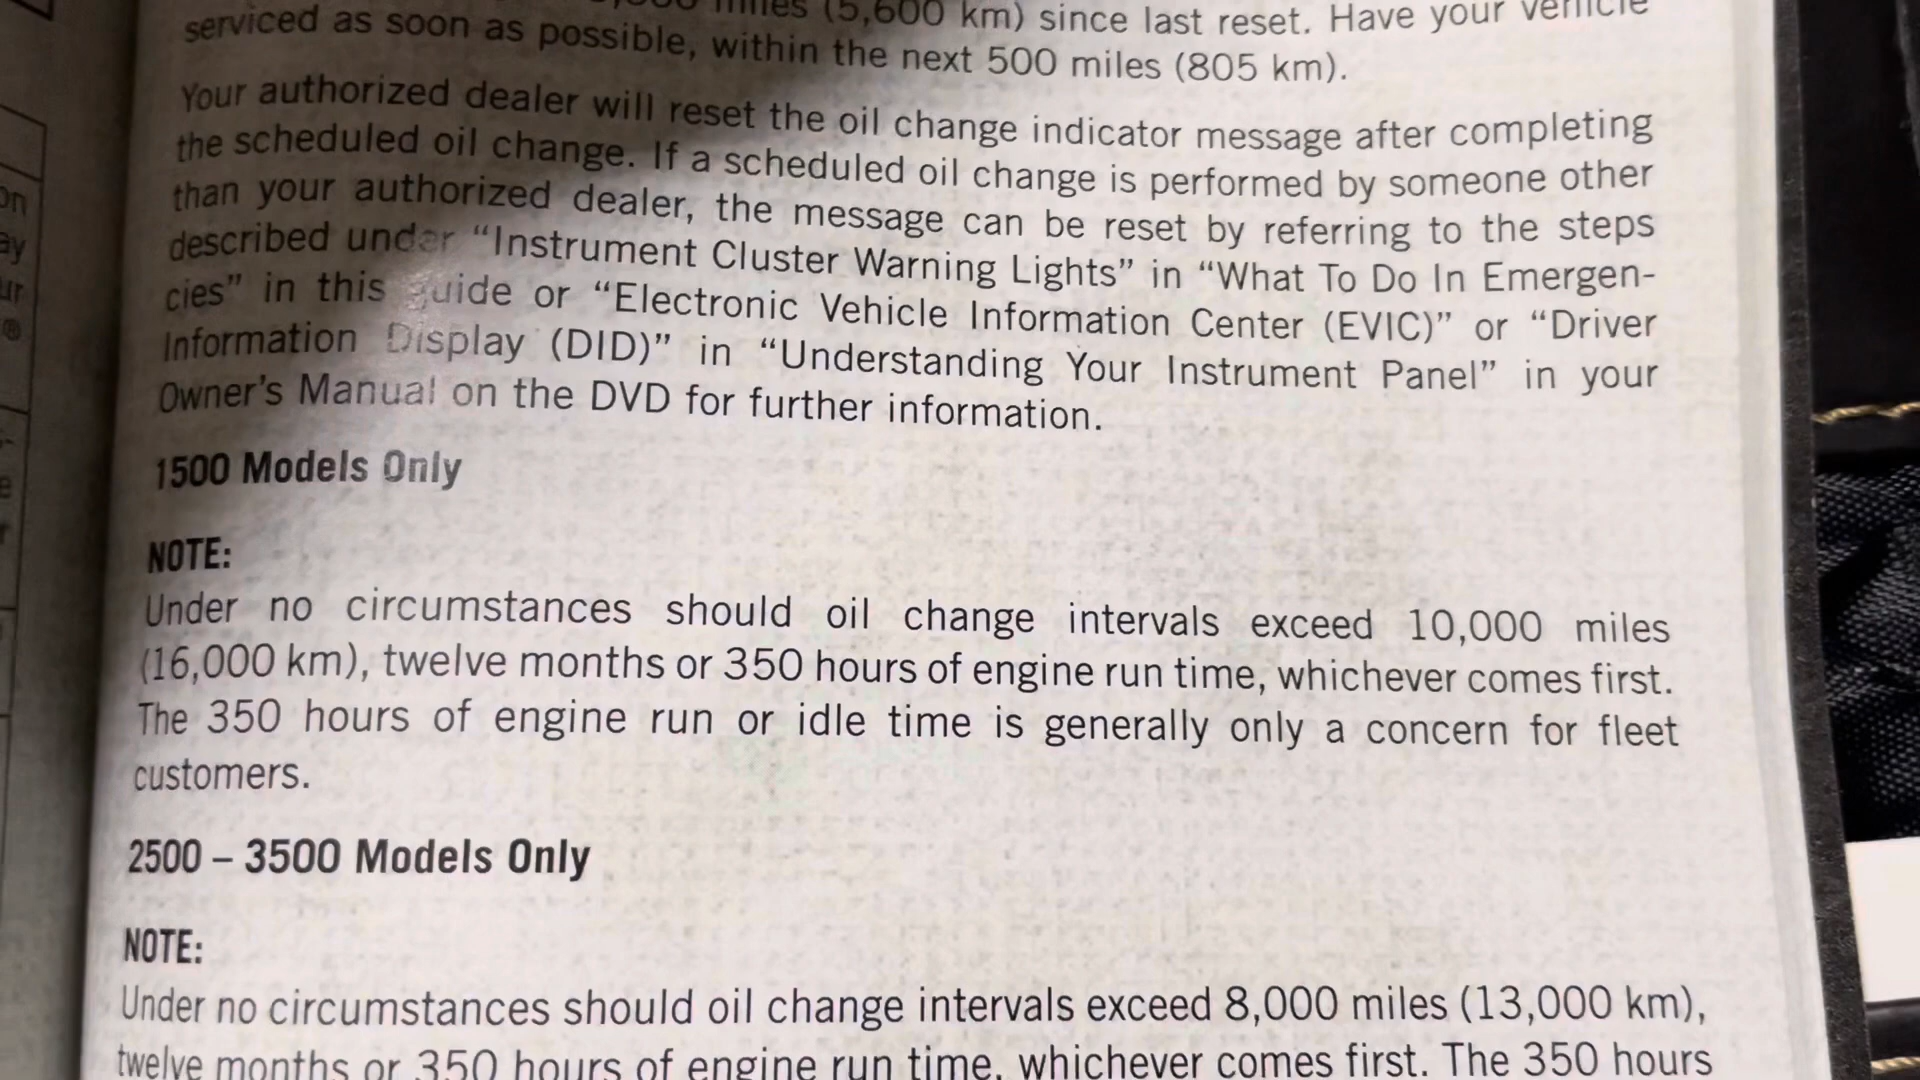 miles (5,600 km) since last reset. Have your vehicle
serviced as soon as possible, within the next 500 miles (805 km).
Your authorized dealer will reset the oil change indicator message after completing
the scheduled oil change. If a scheduled oil change is performed by someone other
than your authorized dealer, the message can be reset by referring to the steps
described under “Instrument Cluster Warning Lights” in “What To Do In Emergen-
cies” in this guide or “Electronic Vehicle Information Center (EVIC)” or “Driver
Information Display (DID)” in “Understanding Your Instrument Panel” in your
Owner’s Manual on the DVD for further information.
1500 Models Only
NOTE:
Under no circumstances should oil change intervals exceed 10,000 miles
(16,000 km), twelve months or 350 hours of engine run time, whichever comes first.
The 350 hours of engine run or idle time is generally only a concern for fleet
customers.
2500 – 3500 Models Only
NOTE:
Under no circumstances should oil change intervals exceed 8,000 miles (13,000 km),
twelve months or 350 hours of engine run time, whichever comes first. The 350 hours